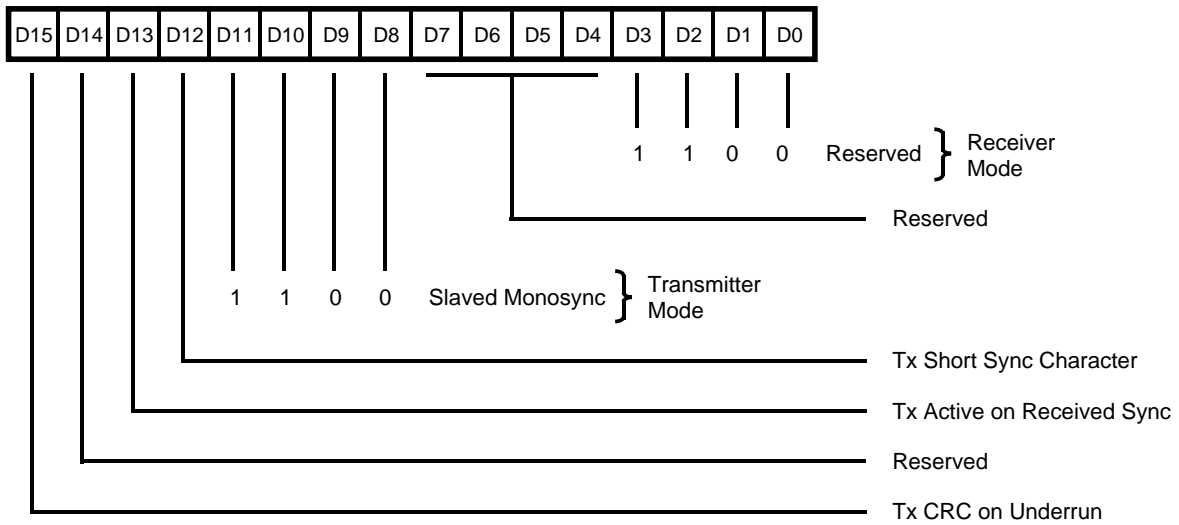 D15 D14 D13 D12 D11 D10 D9 D8 D7 D6 D5 D4 D3 D2 D1 D0
1 1 0 0 Reserved } Receiver
Mode
Reserved
1 1 0 0 Slaved Monosync } Transmitter
Mode
Tx Short Sync Character
Tx Active on Received Sync
Reserved
Tx CRC on Underrun